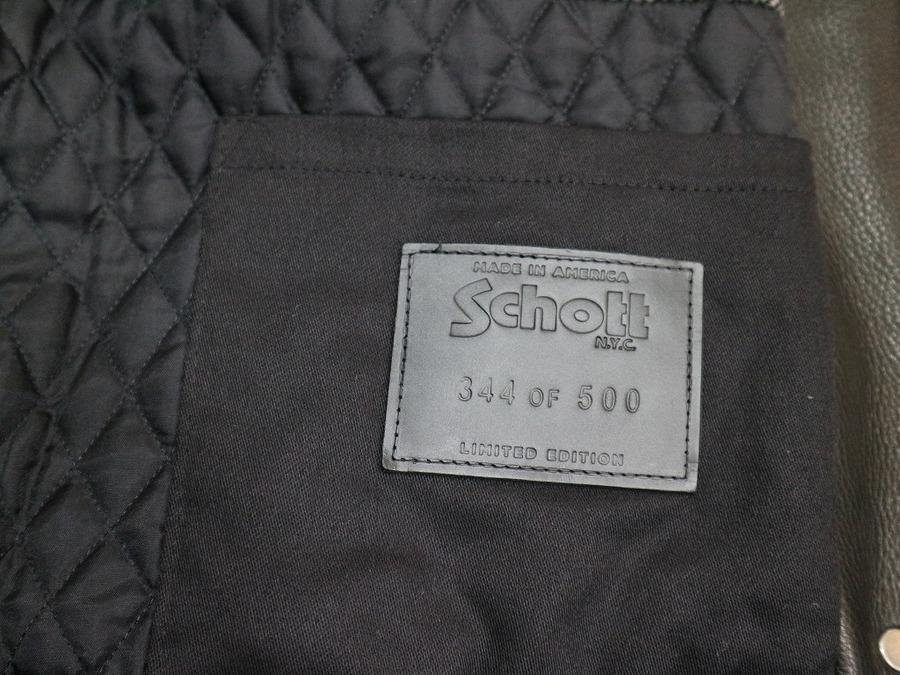 MADE IN AMERICA
Schott
N.Y.C.
344 OF 500
LIMITED EDITION